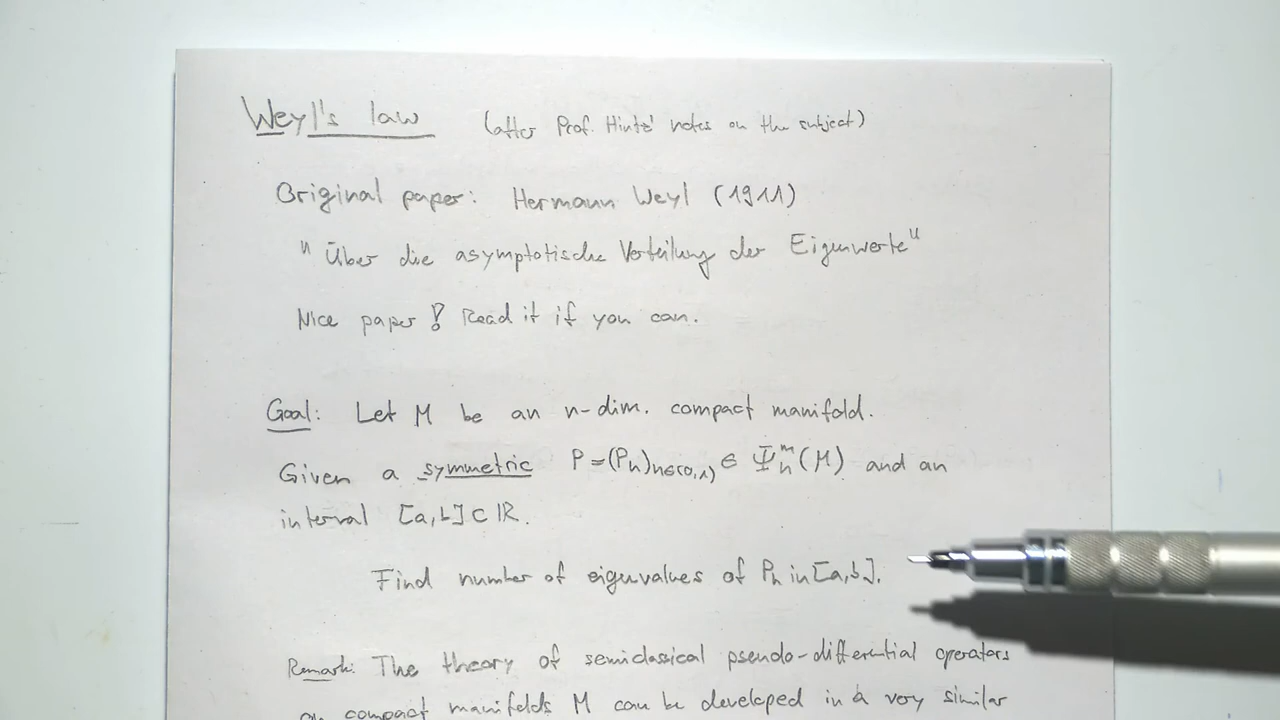 Weyl's law (after Prof. Hintz' notes on the subject)
Original paper: Hermann Weyl (1911)
"Über die asymptotische Verteilung der Eigenwerte"
Nice paper! Read it if you can.
Goal: Let M be an n-dim. compact manifold.
Given a symmetric P=(Pₕ)ₕ∈(0,1) ∈ Ψₕᵐ(M) and an
interval [a,b]⊂ℝ.
Find number of eigenvalues of Pₕ in [a,b].
Remark: The theory of semiclassical pseudo-differential operators
on compact manifolds M can be developed in a very similar